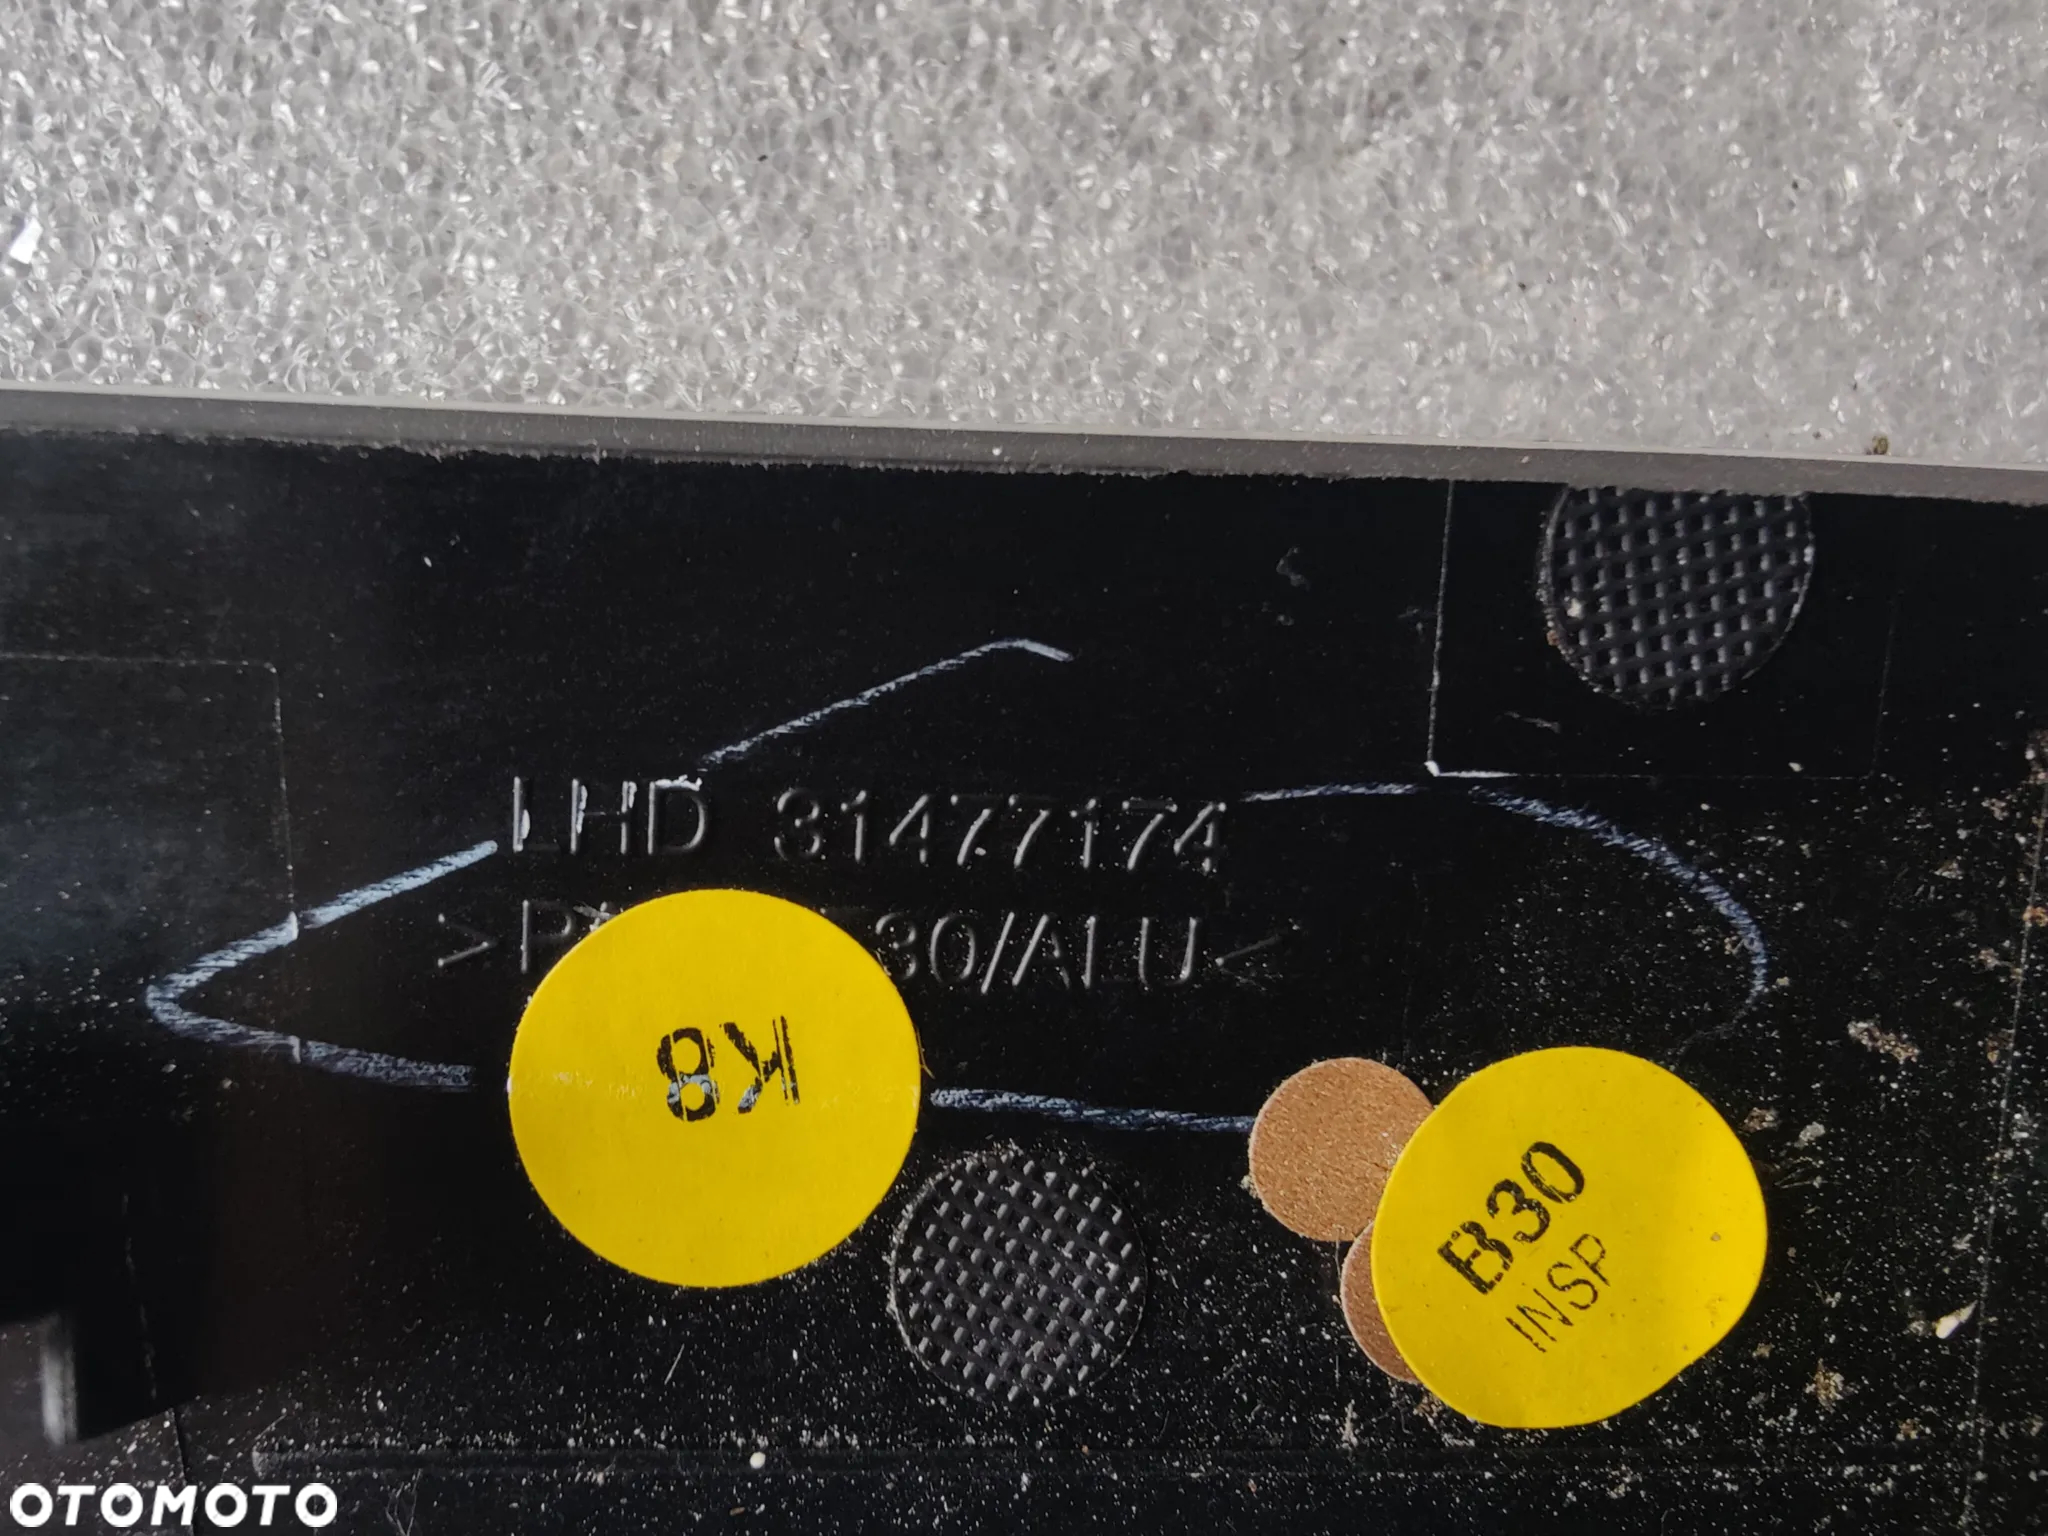 LHD 31477174
30/ALU<
K8
B30
INSP
OTOMOTO